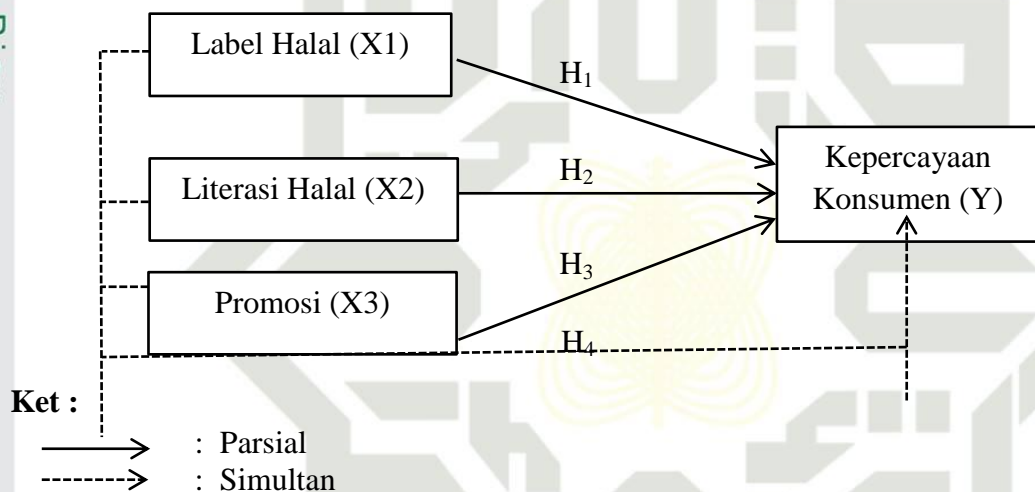 Label Halal (X1)
H₁
Kepercayaan
Konsumen (Y)
Literasi Halal (X2)
H₂
H₃
Promosi (X3)
H₄
Ket :
: Parsial
: Simultan